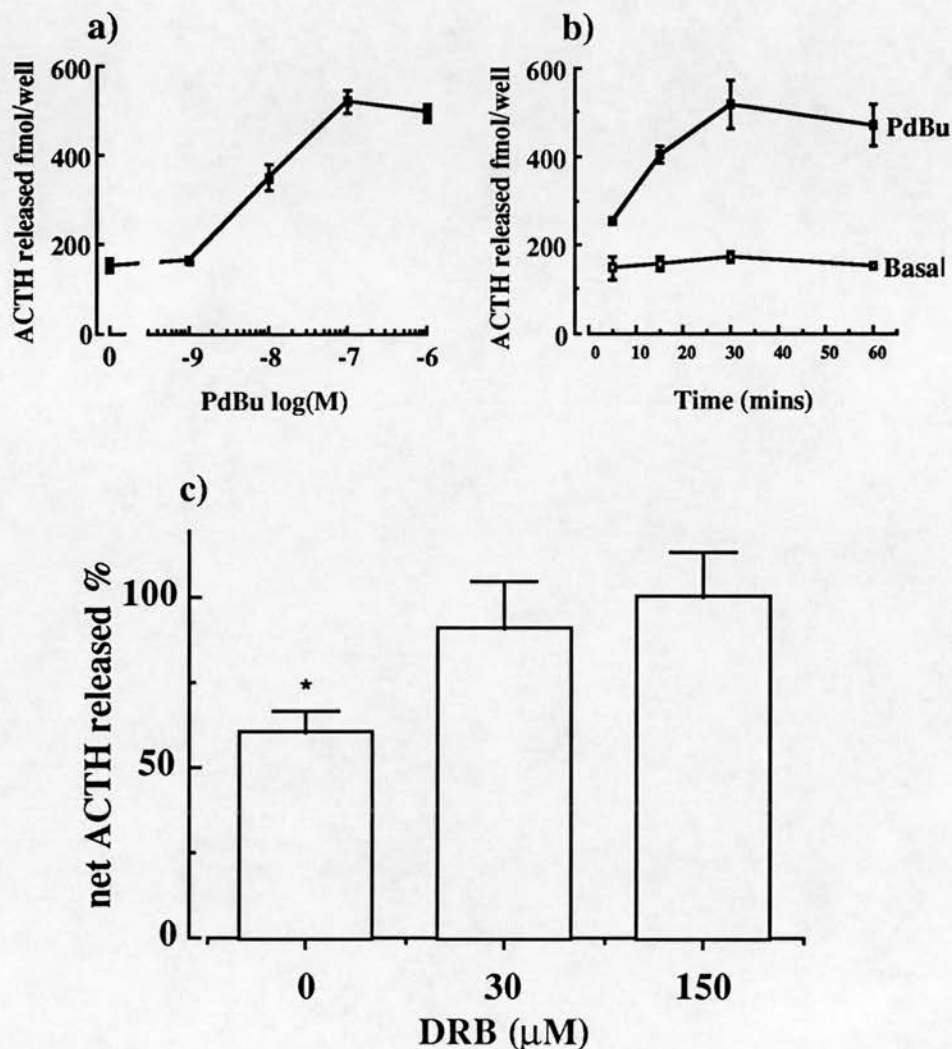 a)
ACTH released fmol/well
600
400
200
0
0 -9 -8 -7 -6
PdBu log(M)
b)
ACTH released fmol/well
600
400
200
0
PdBu
Basal
0 10 20 30 40 50 60
Time (mins)
c)
net ACTH released %
100
50
0
*
0 30 150
DRB (μM)